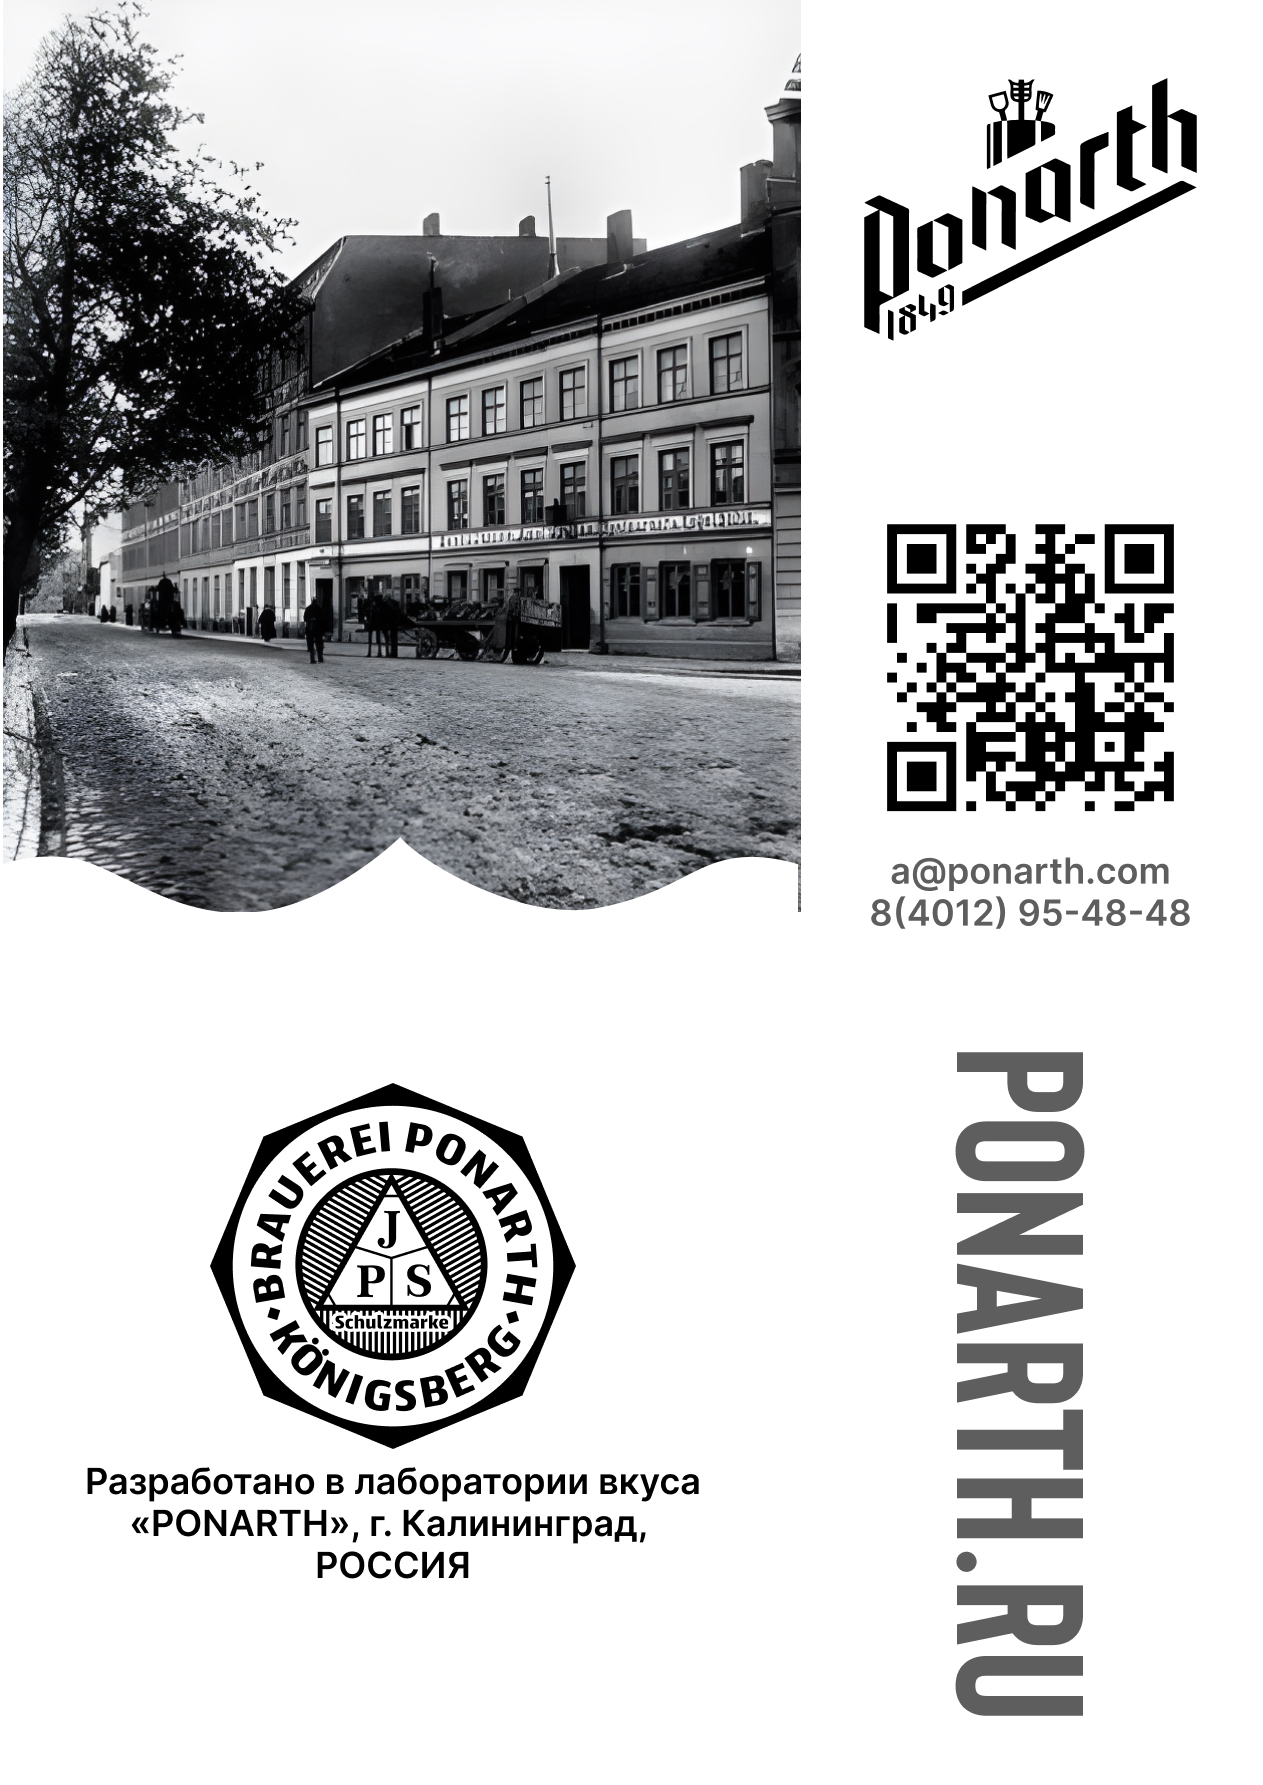 Ponarth
1849
a@ponarth.com
8(4012) 95-48-48
BRAUEREI PONARTH
KÖNIGSBERG
J
P S
Schulzmarke
Разработано в лаборатории вкуса
«PONARTH», г. Калининград,
РОССИЯ
PONARTH.RU